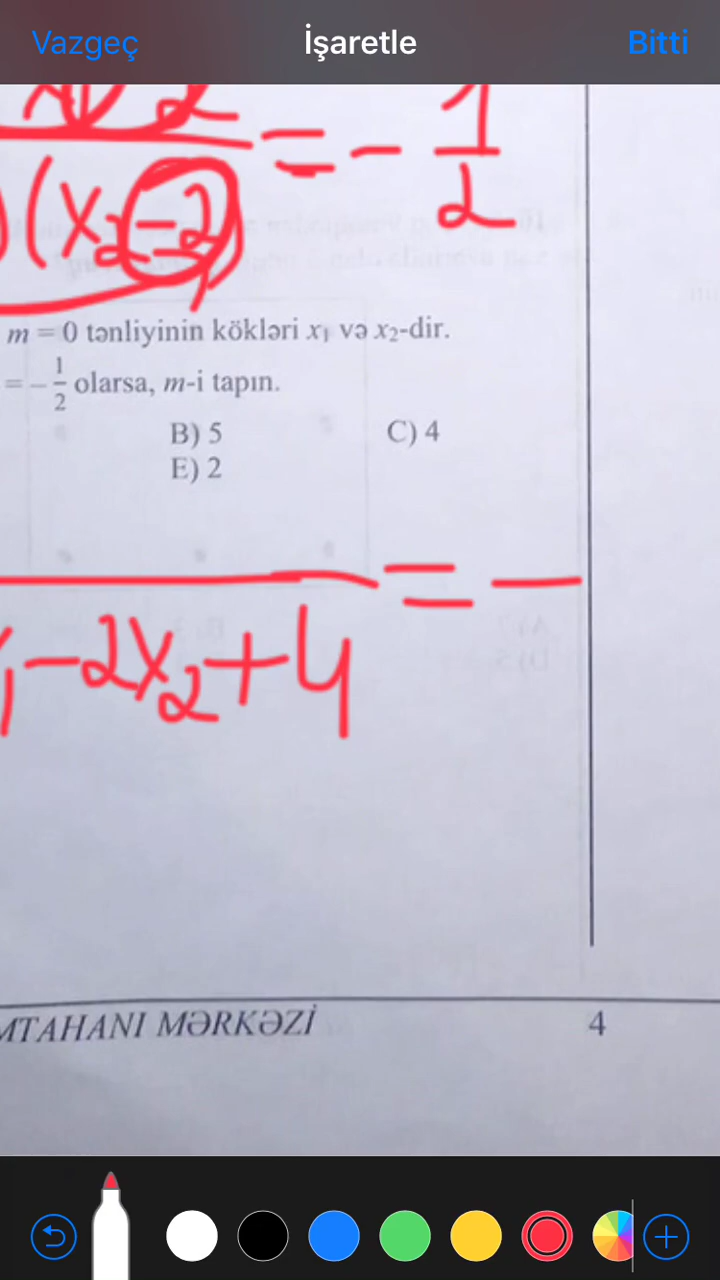 Vazgeç İşaretle Bitti
= - 1/2
(x₂-2)
m = 0 tənliyinin kökləri x₁ və x₂-dir.
= -1/2 olarsa, m-i tapın.
B) 5 C) 4
E) 2
= -
-2x₂+4
MTAHANI MƏRKƏZİ 4